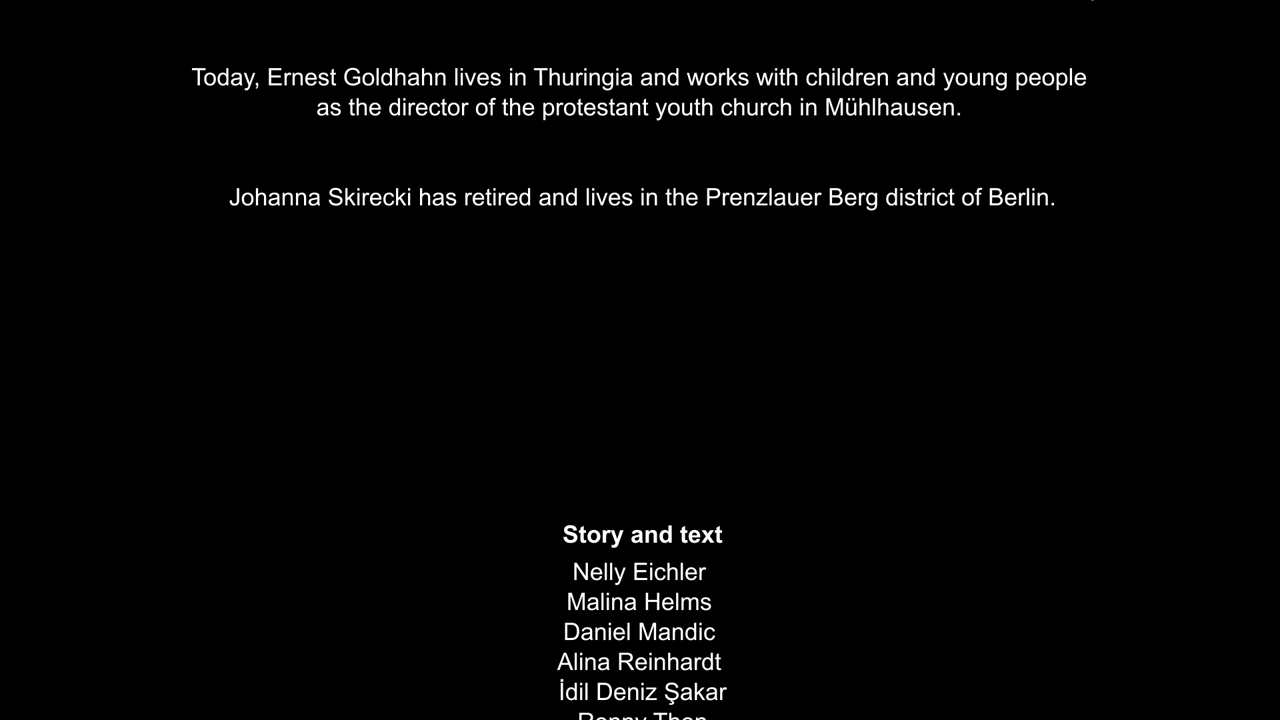 Today, Ernest Goldhahn lives in Thuringia and works with children and young people
as the director of the protestant youth church in Mühlhausen.
Johanna Skirecki has retired and lives in the Prenzlauer Berg district of Berlin.
Story and text
Nelly Eichler
Malina Helms
Daniel Mandic
Alina Reinhardt
İdil Deniz Şakar